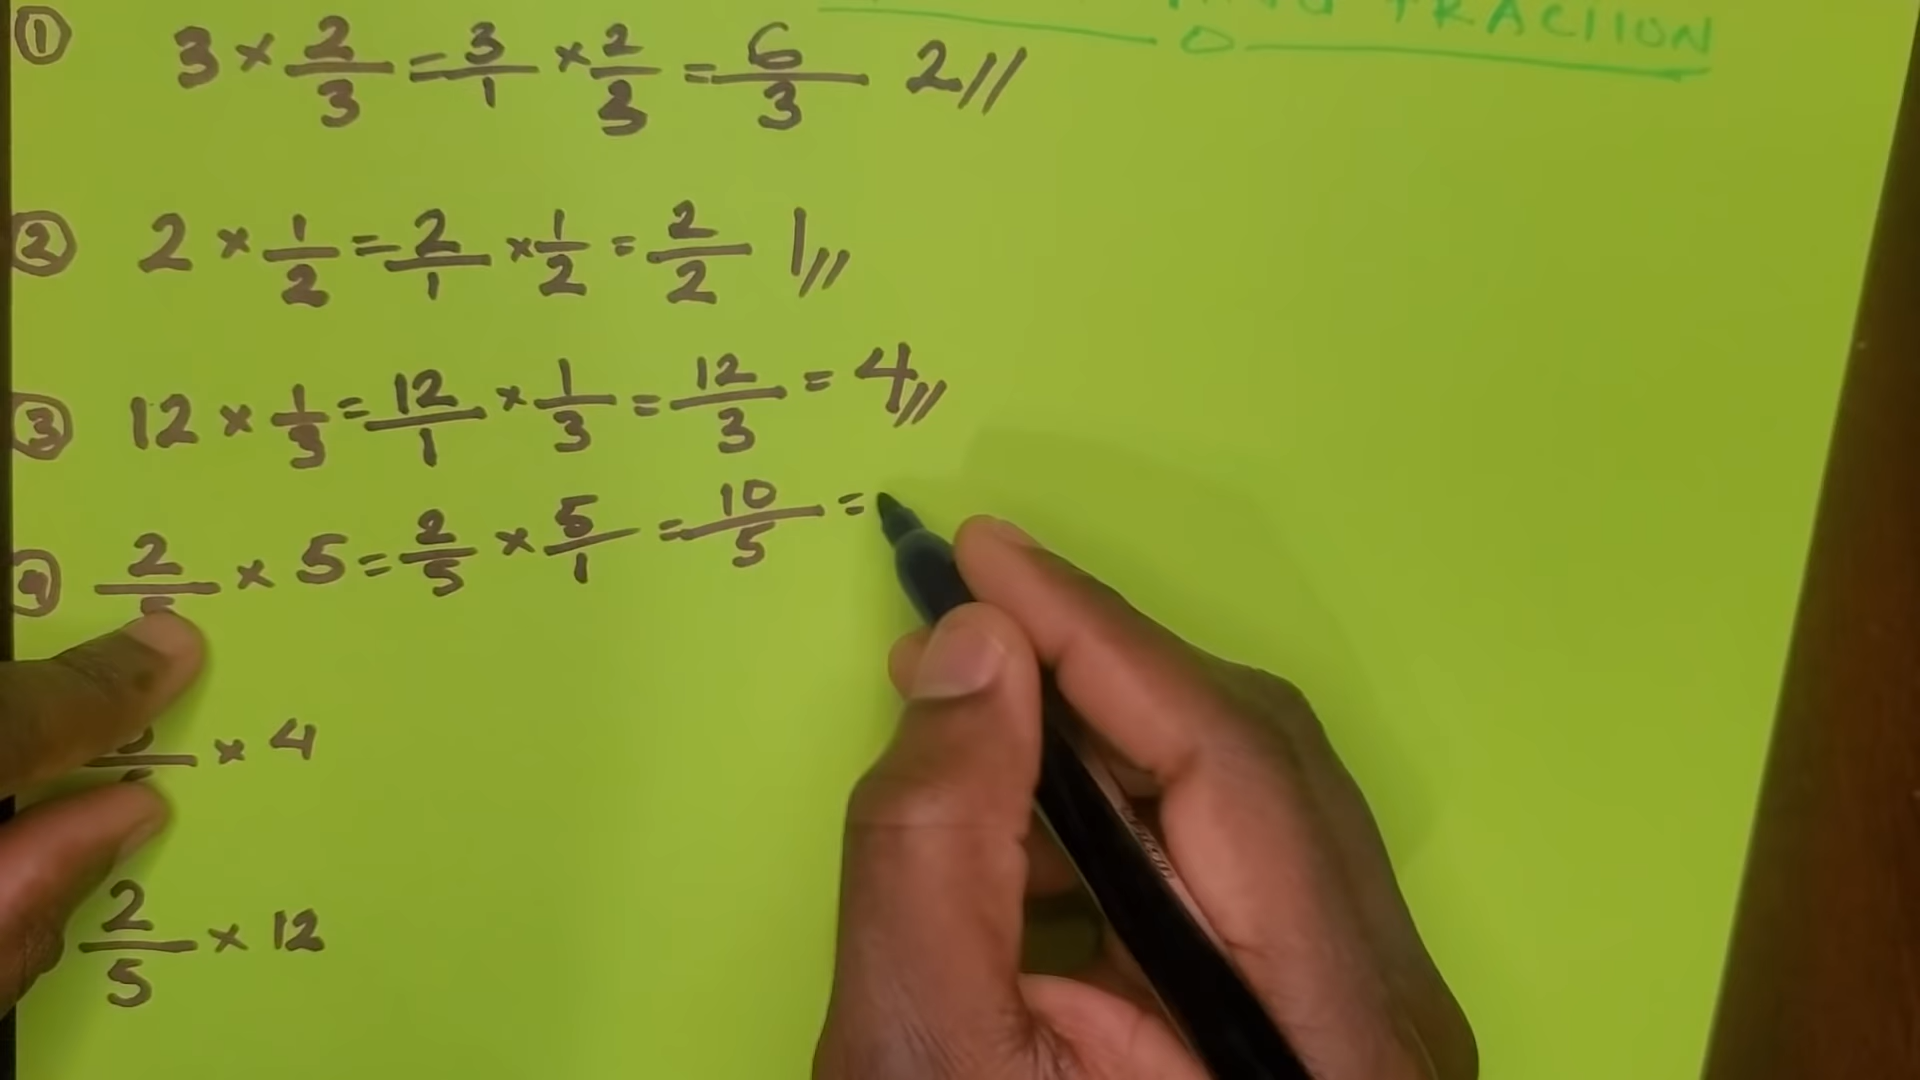 FRACTION
① 3 × 2/3 = 3/1 × 2/3 = 6/3 2//
② 2 × 1/2 = 2/1 × 1/2 = 2/2 1//
③ 12 × 1/3 = 12/1 × 1/3 = 12/3 = 4//
④ 2/5 × 5 = 2/5 × 5/1 = 10/5 =
× 4
2/5 × 12